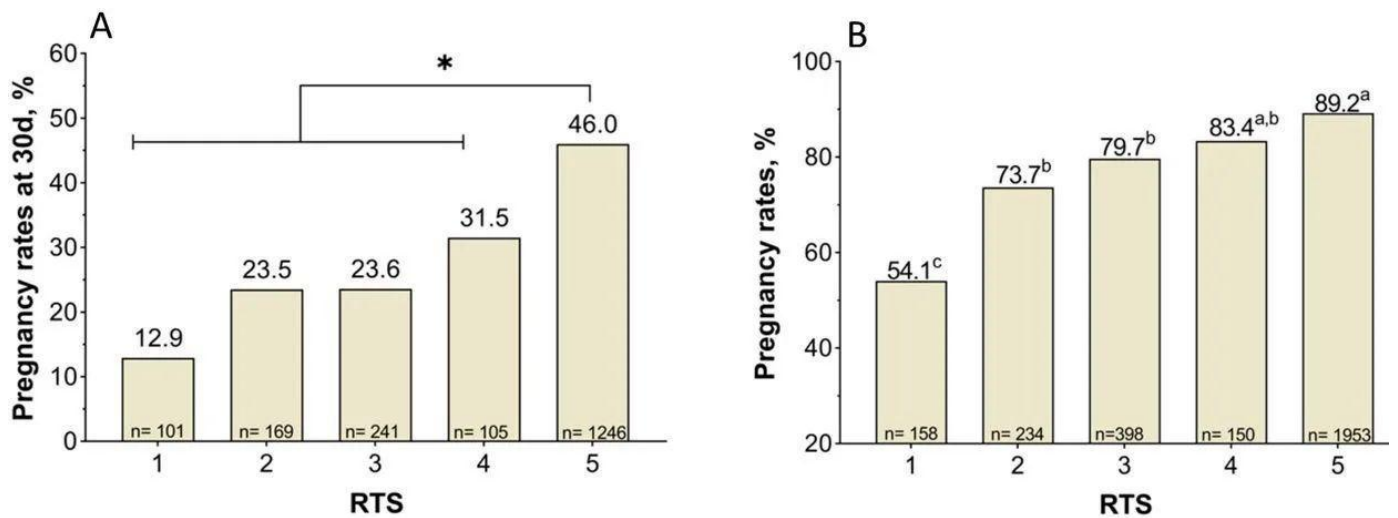 A
Pregnancy rates at 30d, %
60
50
40
30
20
10
0
*
12.9
23.5
23.6
31.5
46.0
n= 101
n= 169
n= 241
n= 105
n= 1246
1 2 3 4 5
RTS
B
Pregnancy rates, %
100
80
60
40
20
54.1c
73.7b
79.7b
83.4a,b
89.2a
n= 158
n= 234
n=398
n= 150
n= 1953
1 2 3 4 5
RTS